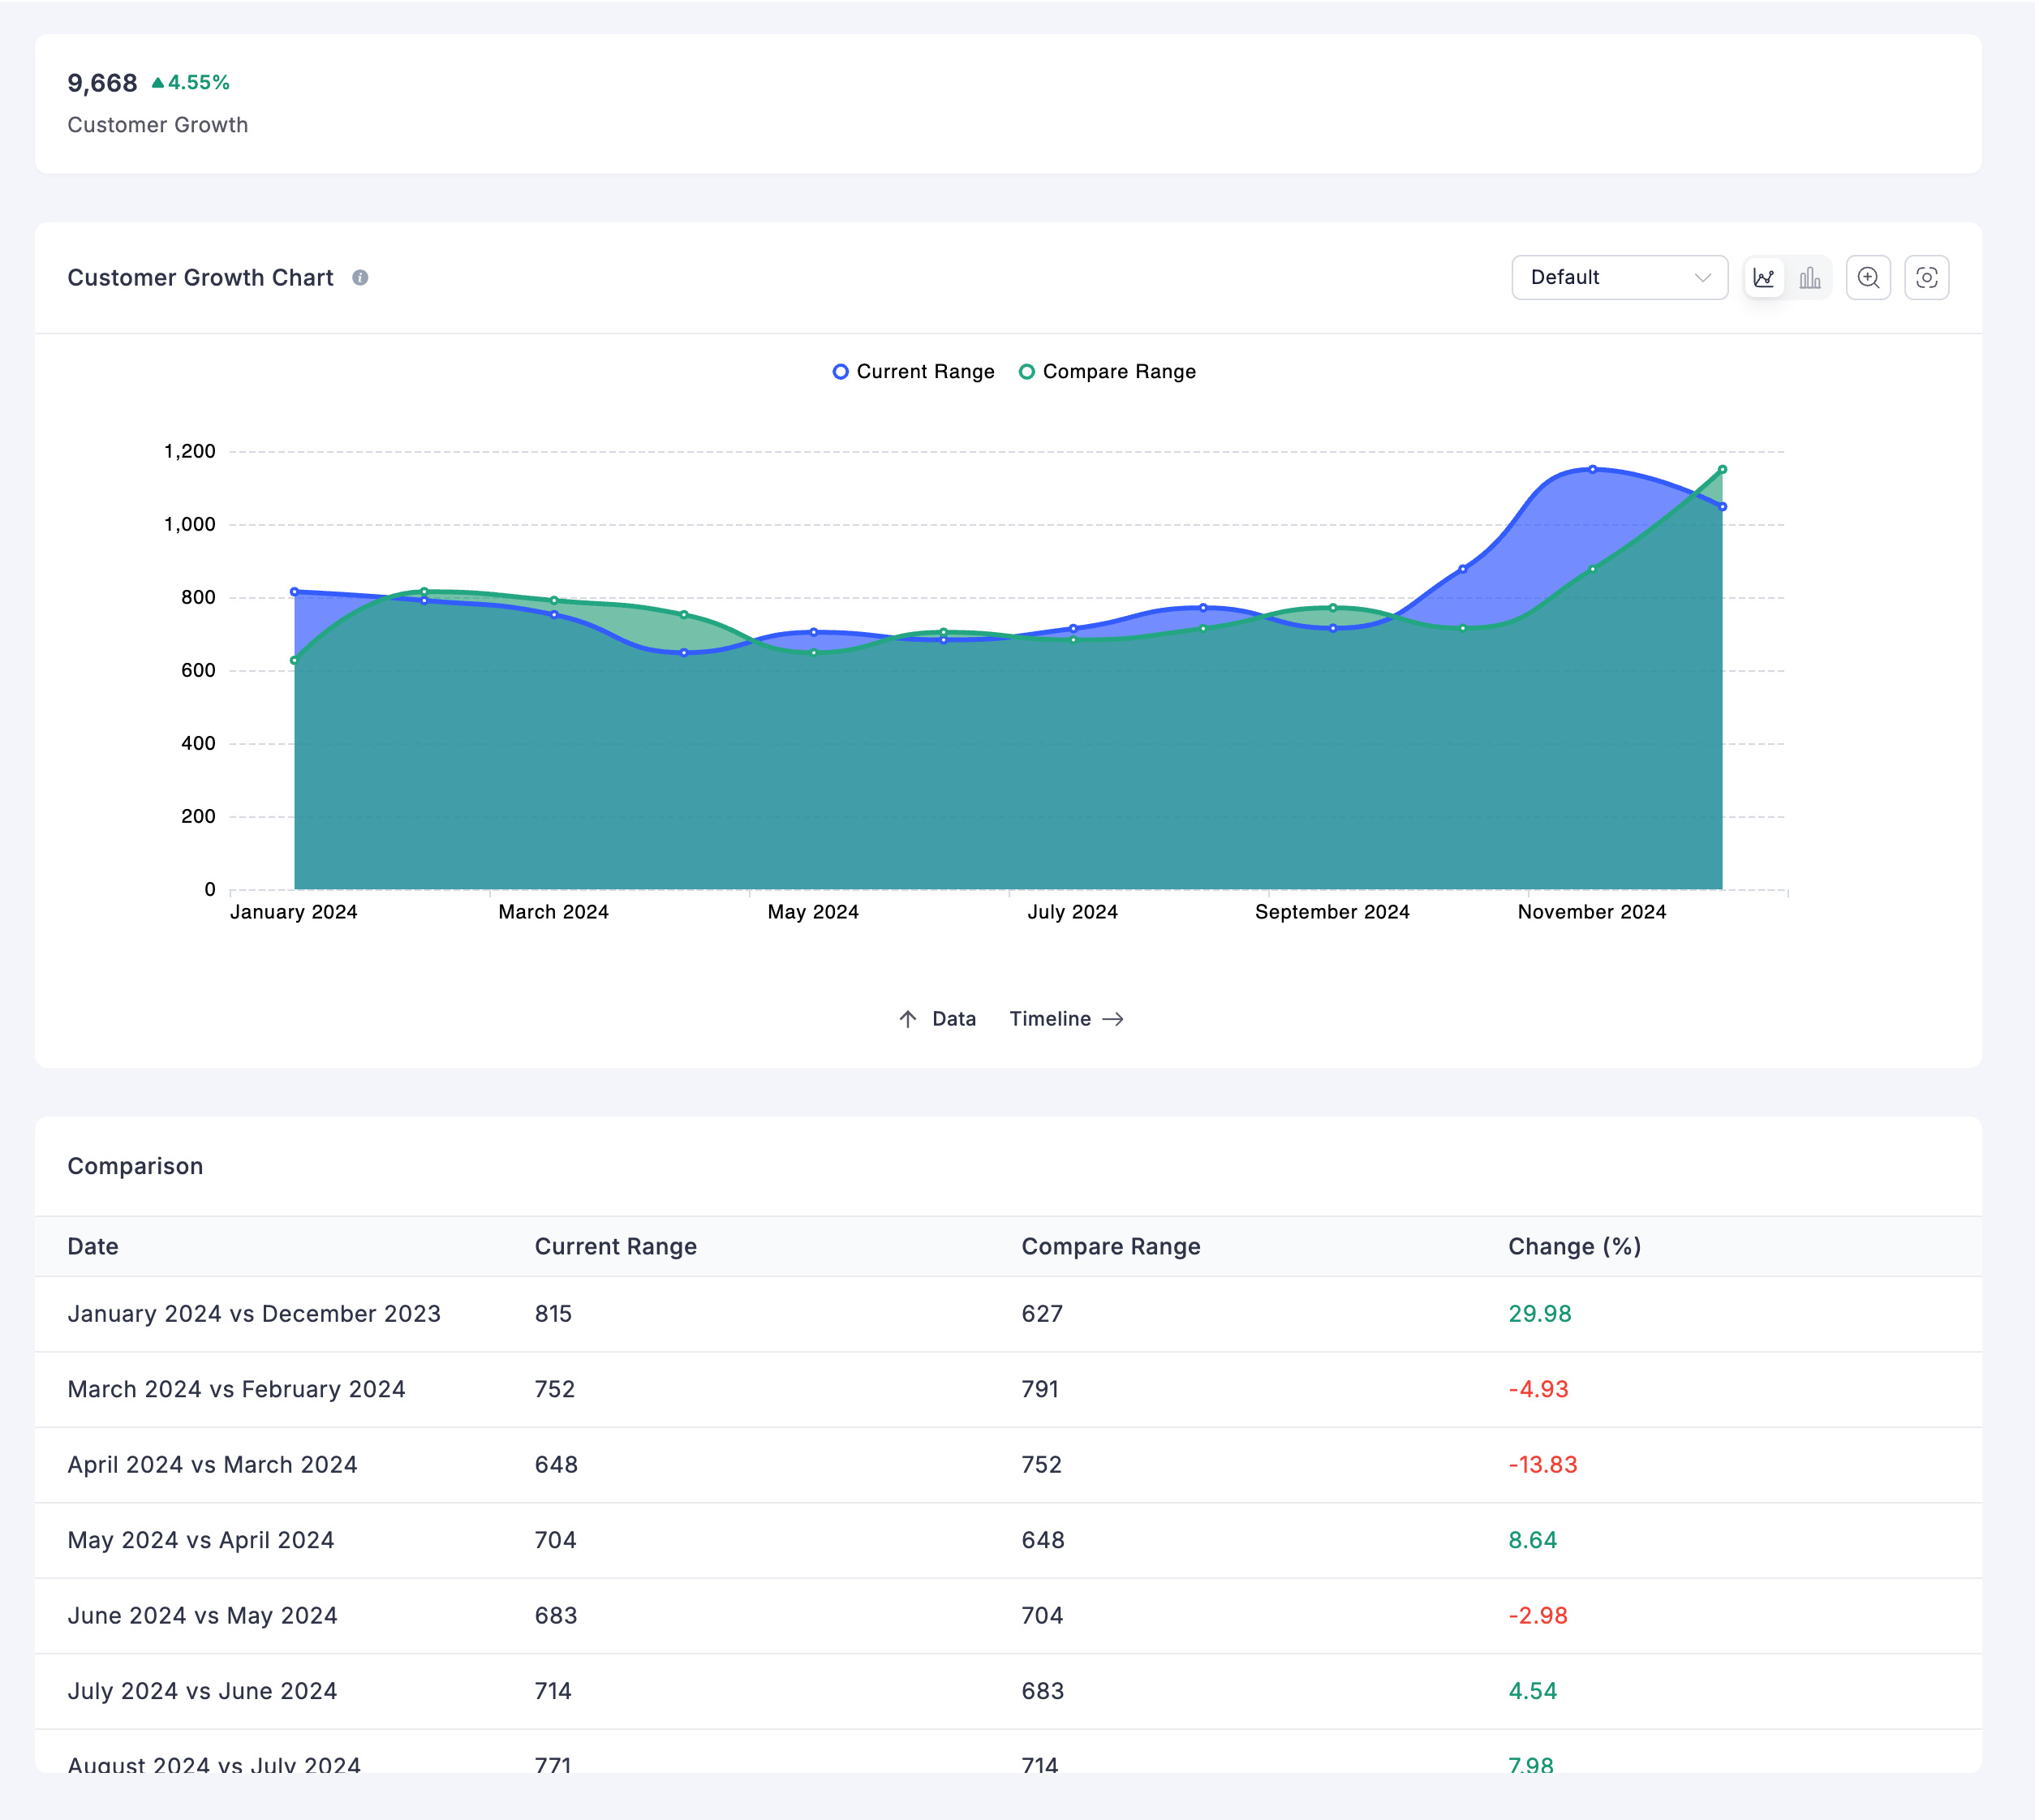 9,668 ▲4.55%
Customer Growth
Customer Growth Chart
Default
Current Range Compare Range
1,200
1,000
800
600
400
200
0
January 2024 March 2024 May 2024 July 2024 September 2024 November 2024
↑ Data Timeline →
Comparison
Date Current Range Compare Range Change (%)
January 2024 vs December 2023 815 627 29.98
March 2024 vs February 2024 752 791 -4.93
April 2024 vs March 2024 648 752 -13.83
May 2024 vs April 2024 704 648 8.64
June 2024 vs May 2024 683 704 -2.98
July 2024 vs June 2024 714 683 4.54
August 2024 vs July 2024 771 714 7.98